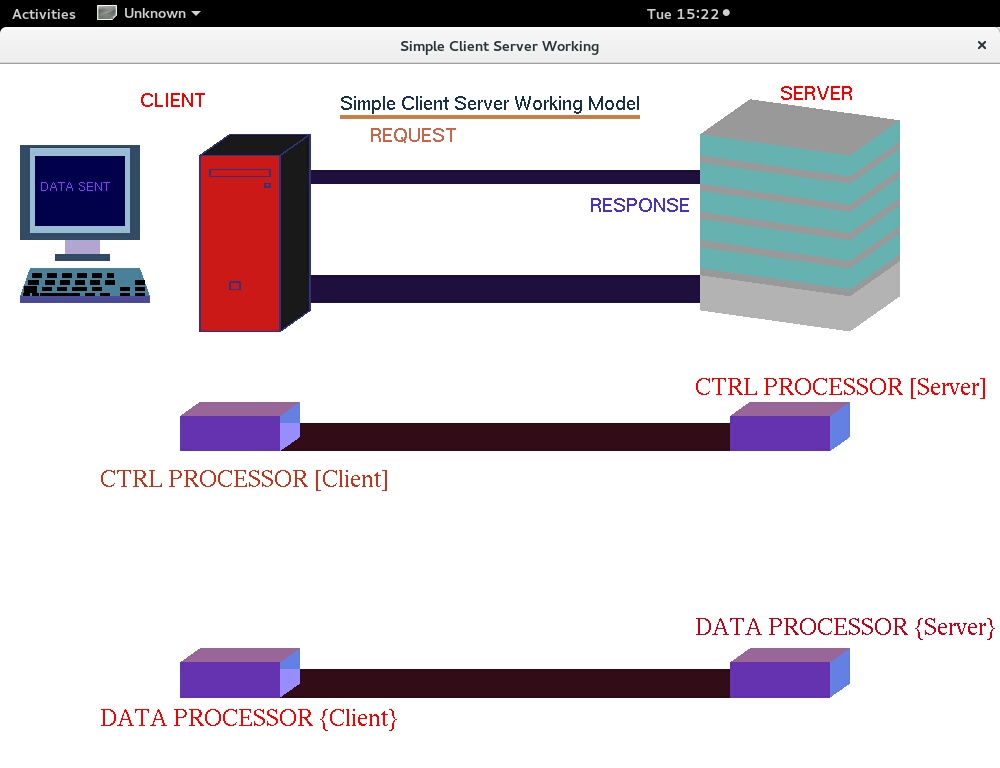 Activities Unknown Tue 15:22
Simple Client Server Working
CLIENT
Simple Client Server Working Model
SERVER
REQUEST
DATA SENT
RESPONSE
CTRL PROCESSOR [Server]
CTRL PROCESSOR [Client]
DATA PROCESSOR {Server}
DATA PROCESSOR {Client}